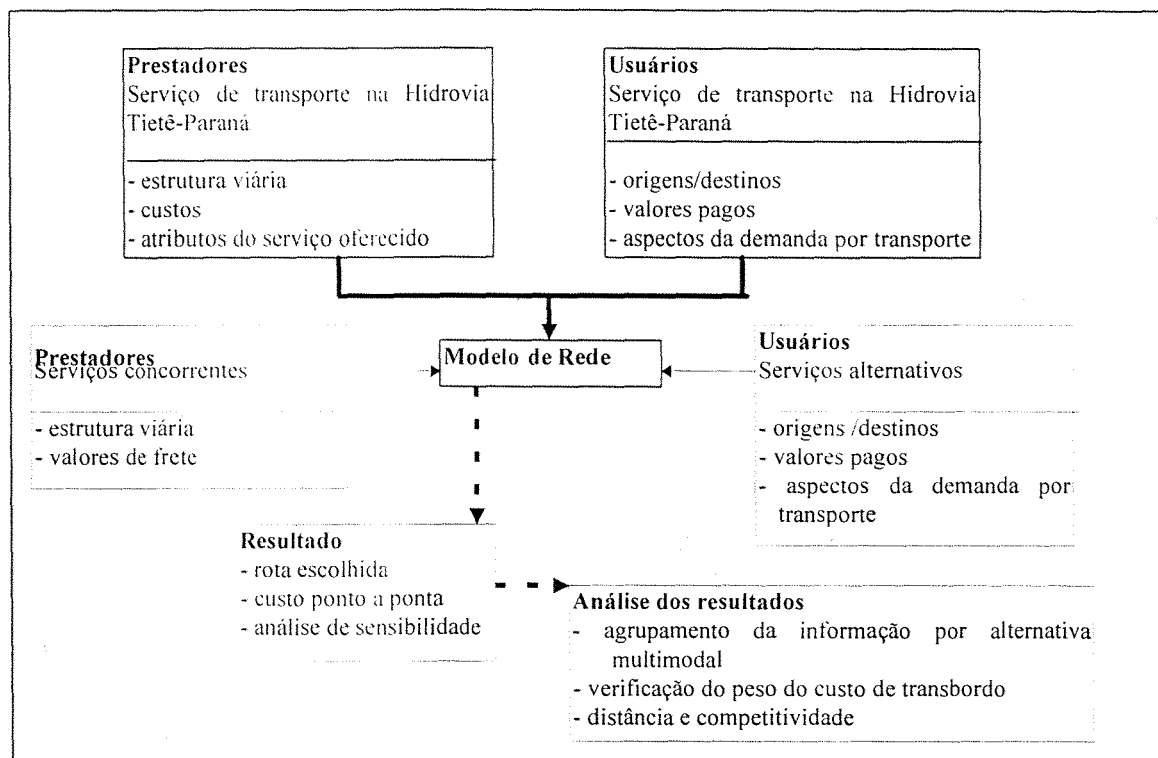 Prestadores
Serviço de transporte na Hidrovia
Tietê-Paraná
- estrutura viária
- custos
- atributos do serviço oferecido
Usuários
Serviço de transporte na Hidrovia
Tietê-Paraná
- origens/destinos
- valores pagos
- aspectos da demanda por transporte
Prestadores
Serviços concorrentes
- estrutura viária
- valores de frete
Modelo de Rede
Usuários
Serviços alternativos
- origens /destinos
- valores pagos
- aspectos da demanda por
transporte
Resultado
- rota escolhida
- custo ponto a ponta
- análise de sensibilidade
Análise dos resultados
- agrupamento da informação por alternativa
multimodal
- verificação do peso do custo de transbordo
- distância e competitividade